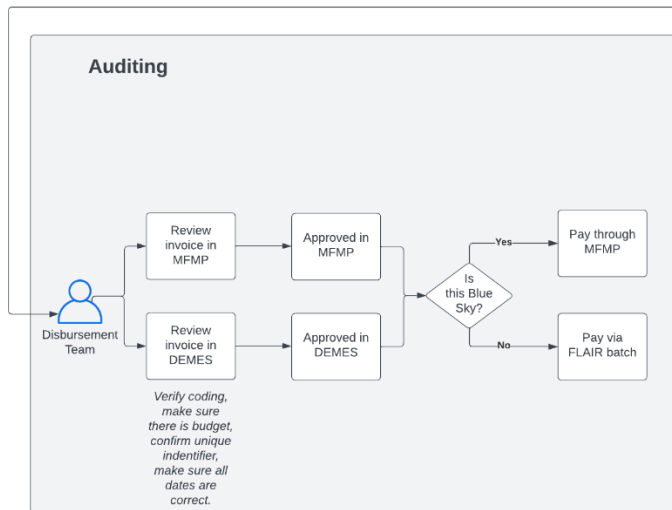 Auditing
Review
invoice in
MFMP
Approved in
MFMP
Yes
Pay through
MFMP
Is
this Blue
Sky?
Disbursement
Team
Review
invoice in
DEMES
Approved in
DEMES
No
Pay via
FLAIR batch
Verify coding,
make sure
there is budget,
confirm unique
indentifier,
make sure all
dates are
correct.